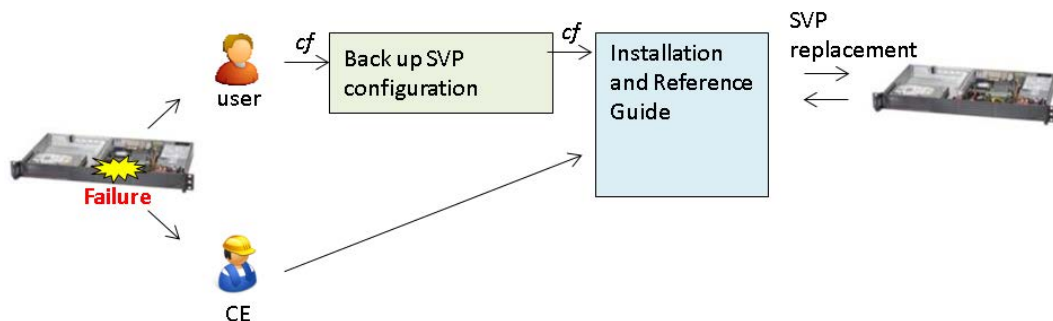 SVP
replacement
cf
cf
Back up SVP
configuration
Installation
and Reference
Guide
user
Failure
CE